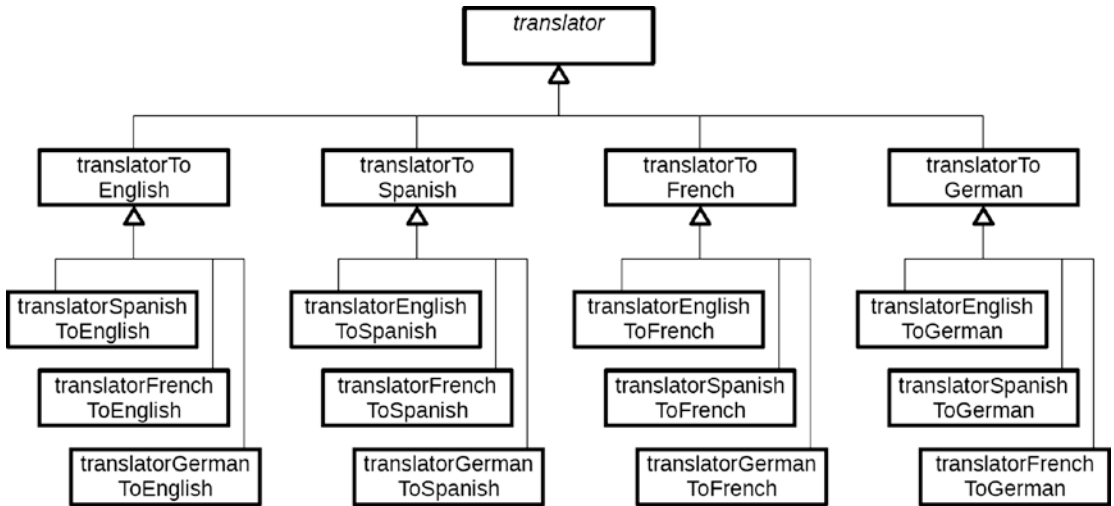 translator
translatorTo
English
translatorTo
Spanish
translatorTo
French
translatorTo
German
translatorSpanish
ToEnglish
translatorEnglish
ToSpanish
translatorEnglish
ToFrench
translatorEnglish
ToGerman
translatorFrench
ToEnglish
translatorFrench
ToSpanish
translatorSpanish
ToFrench
translatorSpanish
ToGerman
translatorGerman
ToEnglish
translatorGerman
ToSpanish
translatorGerman
ToFrench
translatorFrench
ToGerman